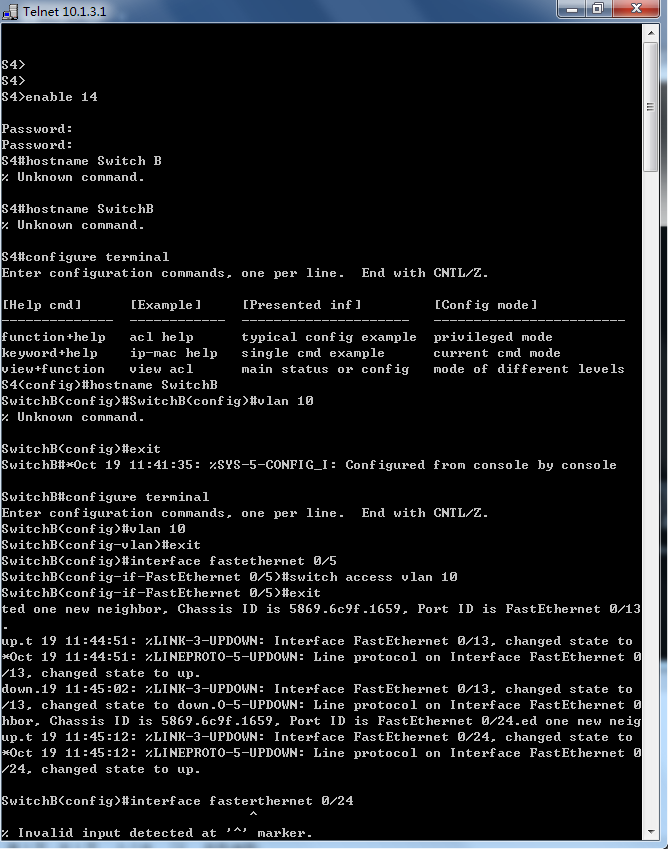 Telnet 10.1.3.1
S4>
S4>
S4>enable 14
Password:
Password:
S4#hostname Switch B
% Unknown command.
S4#hostname SwitchB
% Unknown command.
S4#configure terminal
Enter configuration commands, one per line.  End with CNTL/Z.
[Help cmd]     [Example]     [Presented inf]         [Config mode]
--------------  ------------  ---------------------  ------------------------
function+help   acl help      typical config example  privileged mode
keyword+help    ip-mac help   single cmd example      current cmd mode
view+function   view acl      main status or config   mode of different levels
S4(config)#hostname SwitchB
SwitchB(config)#SwitchB(config)#vlan 10
% Unknown command.
SwitchB(config)#exit
SwitchB#*Oct 19 11:41:35: %SYS-5-CONFIG_I: Configured from console by console
SwitchB#configure terminal
Enter configuration commands, one per line.  End with CNTL/Z.
SwitchB(config)#vlan 10
SwitchB(config-vlan)#exit
SwitchB(config)#interface fastethernet 0/5
SwitchB(config-if-FastEthernet 0/5)#switch access vlan 10
SwitchB(config-if-FastEthernet 0/5)#exit
ted one new neighbor, Chassis ID is 5869.6c9f.1659, Port ID is FastEthernet 0/13
.
up.t 19 11:44:51: %LINK-3-UPDOWN: Interface FastEthernet 0/13, changed state to
*Oct 19 11:44:51: %LINEPROTO-5-UPDOWN: Line protocol on Interface FastEthernet 0
/13, changed state to up.
down.19 11:45:02: %LINK-3-UPDOWN: Interface FastEthernet 0/13, changed state to
/13, changed state to down.O-5-UPDOWN: Line protocol on Interface FastEthernet 0
hbor, Chassis ID is 5869.6c9f.1659, Port ID is FastEthernet 0/24.ed one new neig
up.t 19 11:45:12: %LINK-3-UPDOWN: Interface FastEthernet 0/24, changed state to
*Oct 19 11:45:12: %LINEPROTO-5-UPDOWN: Line protocol on Interface FastEthernet 0
/24, changed state to up.
SwitchB(config)#interface fasterthernet 0/24
^
% Invalid input detected at '^' marker.